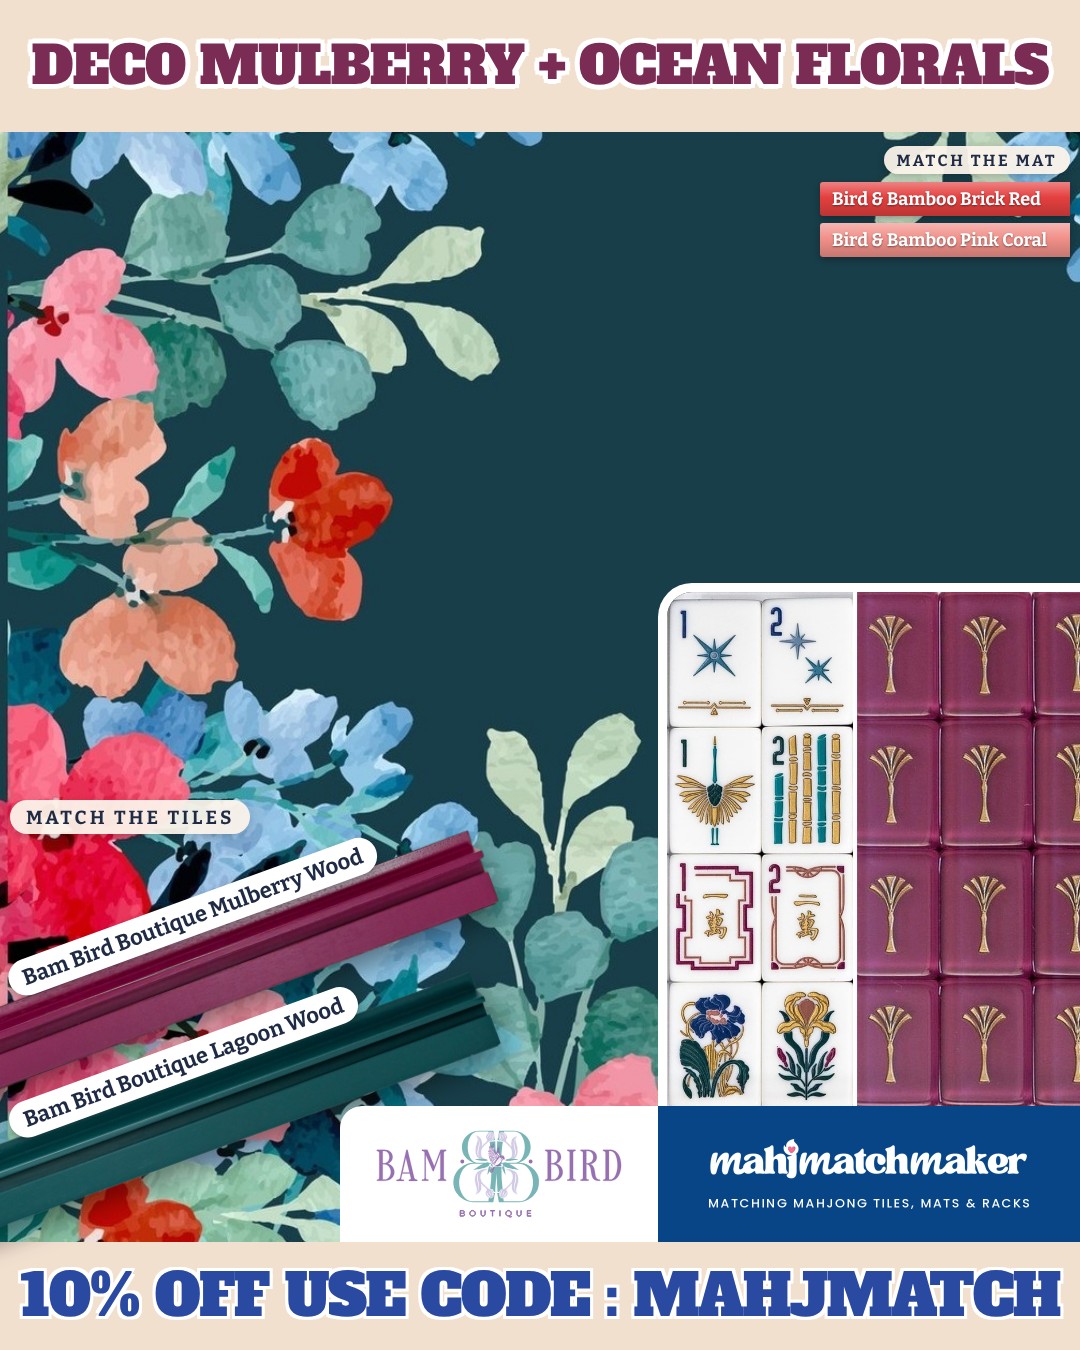 DECO MULBERRY + OCEAN FLORALS
MATCH THE MAT
Bird & Bamboo Brick Red
Bird & Bamboo Pink Coral
1 2
1 2
1 2
一 二
萬 萬
MATCH THE TILES
Bam Bird Boutique Mulberry Wood
Bam Bird Boutique Lagoon Wood
BAM BIRD
BOUTIQUE
mahjmatchmaker
MATCHING MAHJONG TILES, MATS & RACKS
10% OFF USE CODE : MAHJMATCH